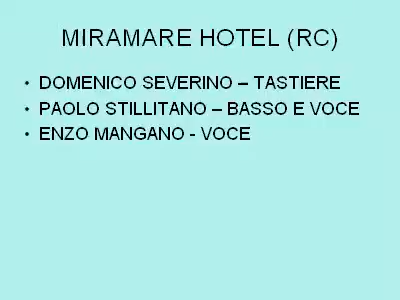 MIRAMARE HOTEL (RC)
• DOMENICO SEVERINO – TASTIERE
• PAOLO STILLITANO – BASSO E VOCE
• ENZO MANGANO - VOCE